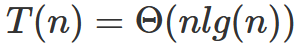 T(n) = Θ(nlg(n))